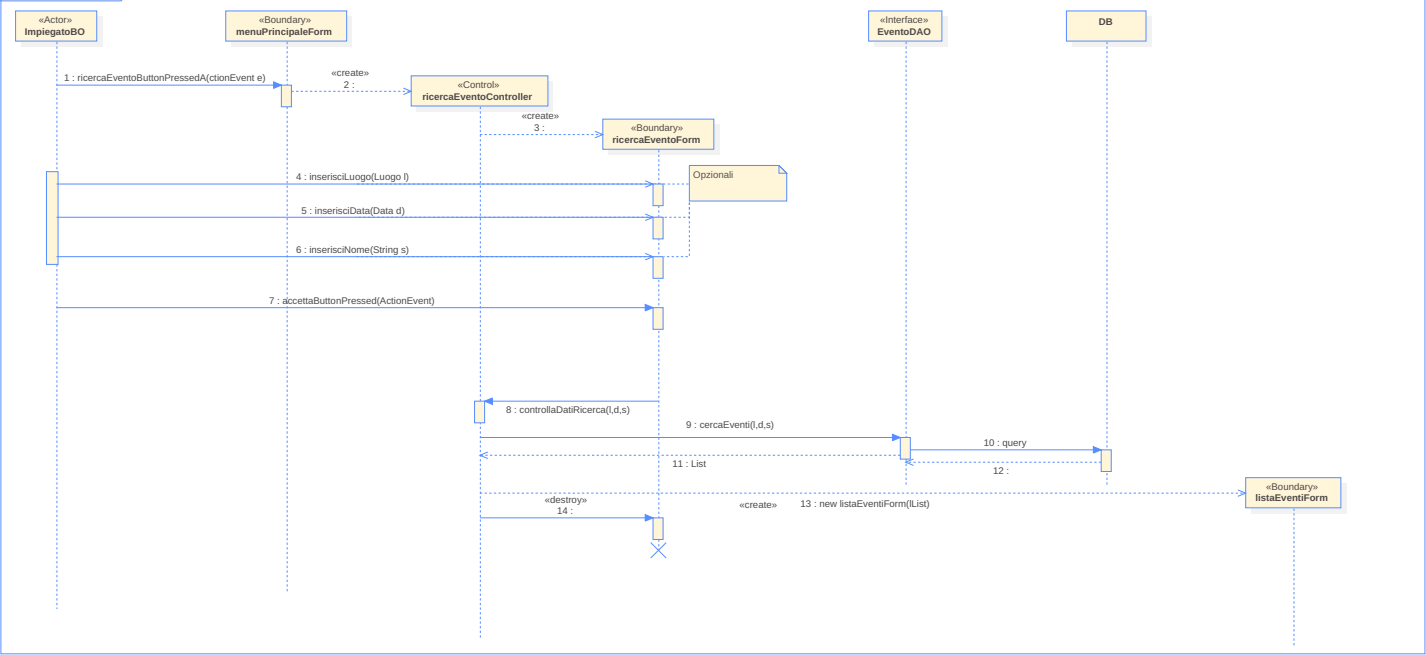 «Actor»
ImpiegatoBO
«Boundary»
menuPrincipaleForm
«Interface»
EventoDAO
DB
1 : ricercaEventoButtonPressedA(ctionEvent e)
«create»
2 :
«Control»
ricercaEventoController
«create»
3 :
«Boundary»
ricercaEventoForm
Opzionali
4 : inserisciLuogo(Luogo l)
5 : inserisciData(Data d)
6 : inserisciNome(String s)
7 : accettaButtonPressed(ActionEvent)
8 : controllaDatiRicerca(l,d,s)
9 : cercaEventi(l,d,s)
10 : query
11 : List
12 :
«Boundary»
listaEventiForm
«create»
13 : new listaEventiForm(lList)
«destroy»
14 :